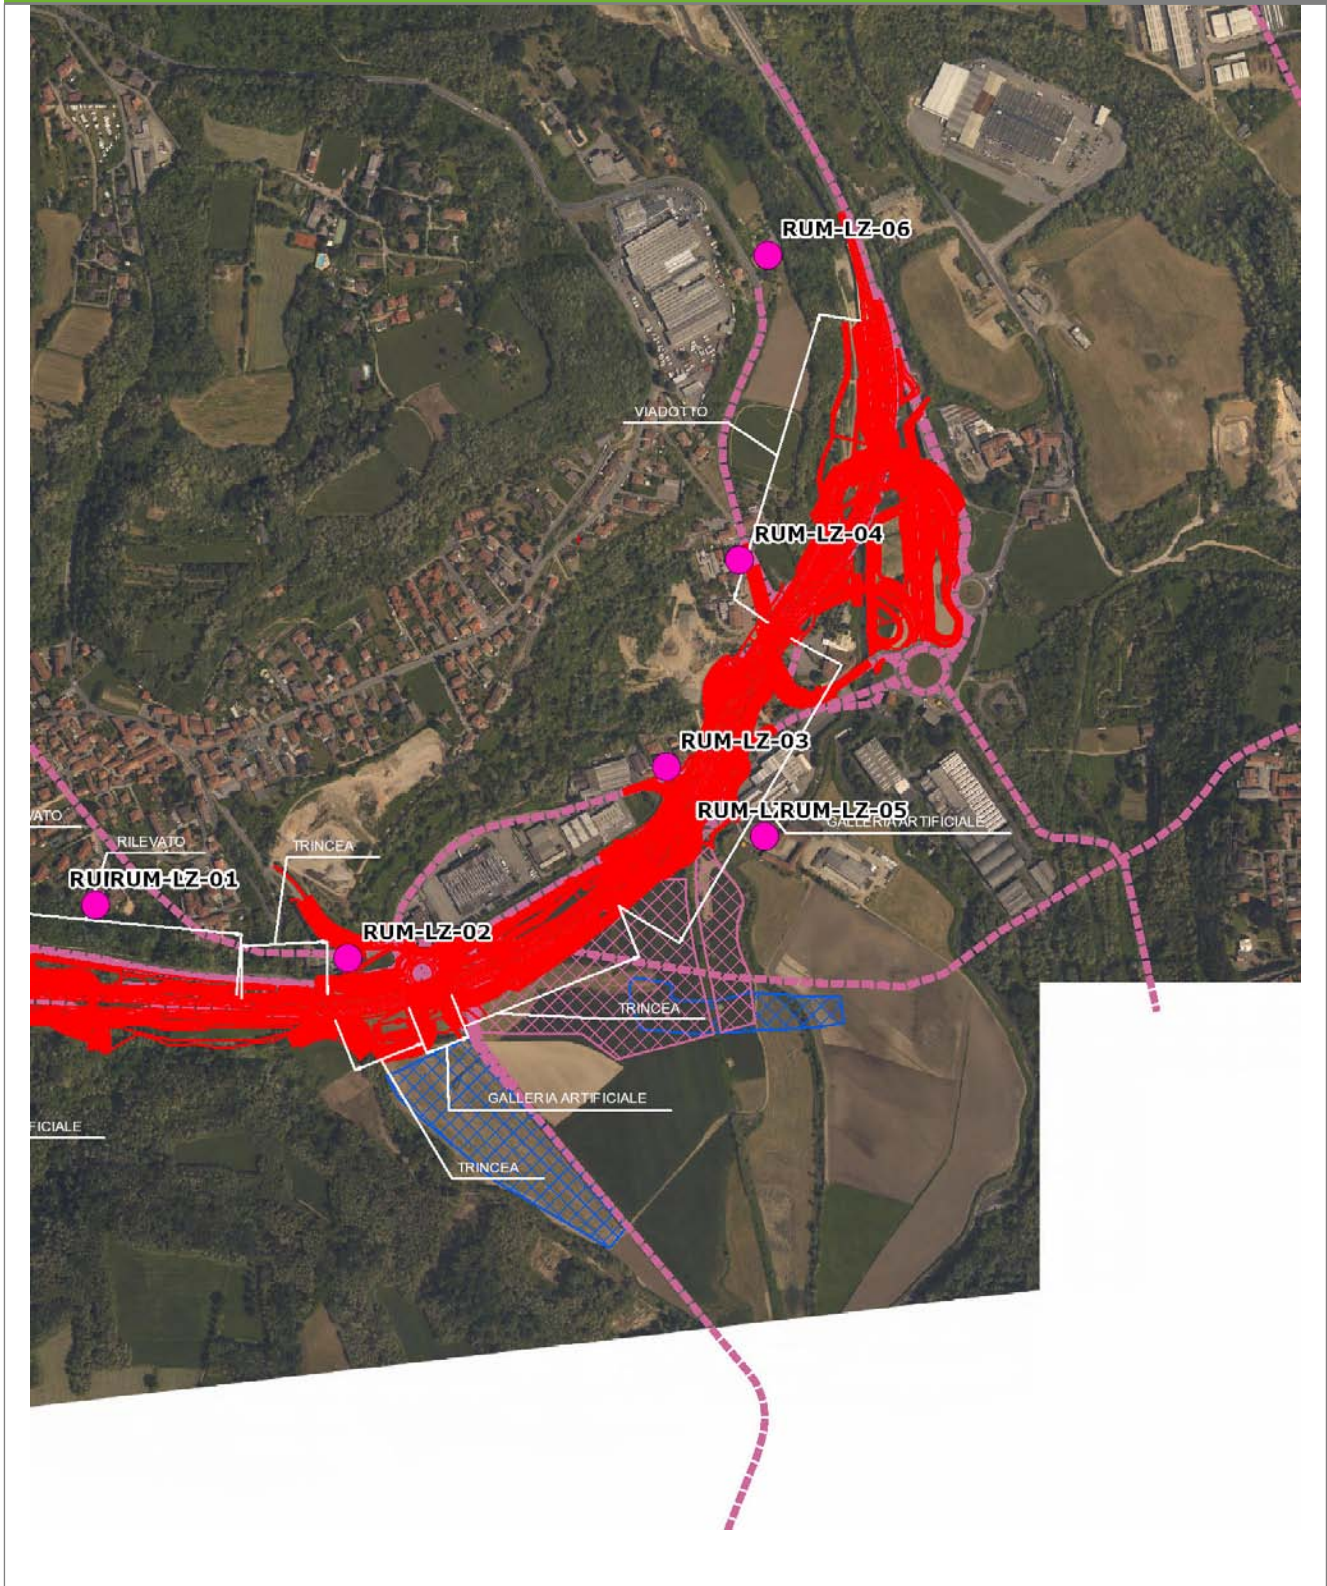 RUM-LZ-06
VIADOTTO
RUM-LZ-04
RUM-LZ-03
RUM-LZ-05
GALLERIA ARTIFICIALE
VATO
RILEVATO
TRINCEA
RUM-LZ-01
RUM-LZ-02
TRINCEA
GALLERIA ARTIFICIALE
FICIALE
TRINCEA